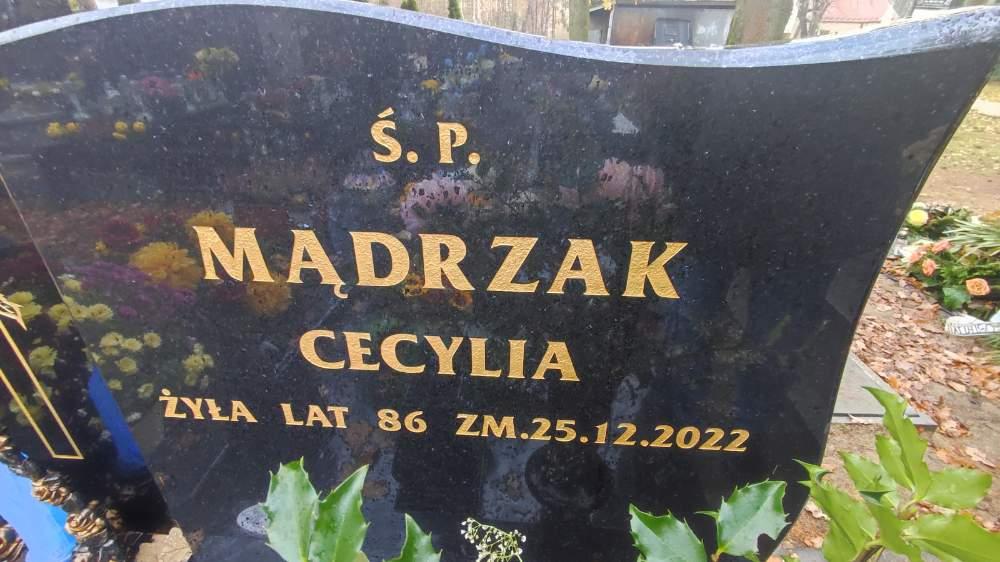 Ś. P.
MĄDRZAK
CECYLIA
ŻYŁA LAT 86 ZM.25.12.2022